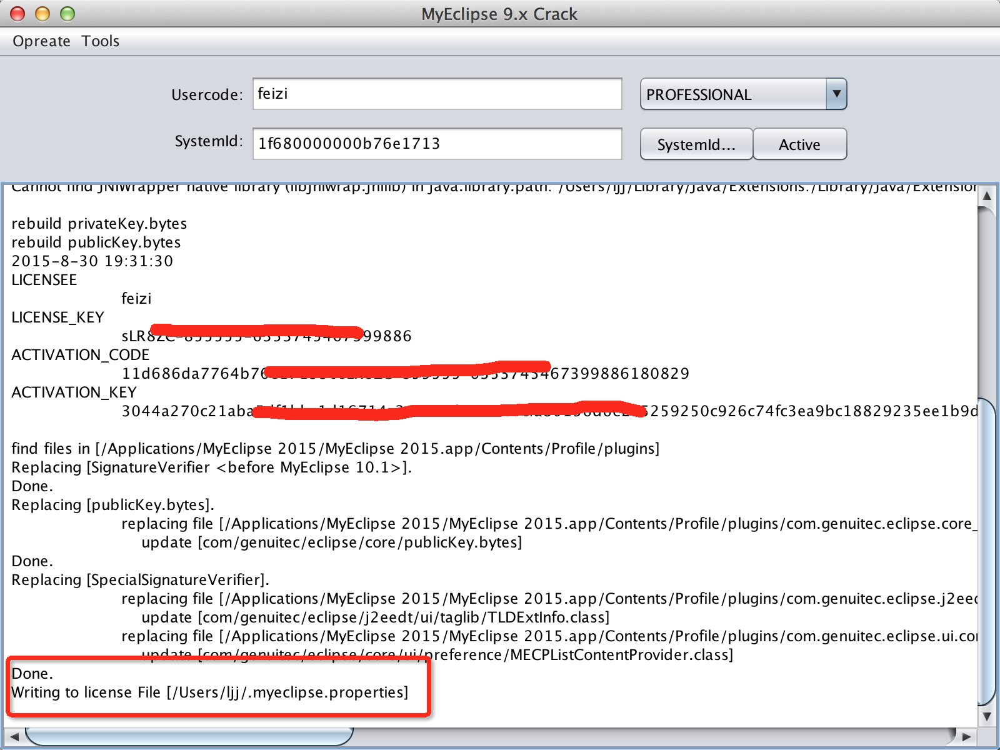 MyEclipse 9.x Crack
Opreate Tools
Usercode: feizi PROFESSIONAL
SystemId: 1f680000000b76e1713 SystemId... Active
Cannot find JNIWrapper native library (libjniwrap.jnilib) in java.library.path: /Users/ljj/Library/Java/Extensions:/Library/Java/Extension
rebuild privateKey.bytes
rebuild publicKey.bytes
2015-8-30 19:31:30
LICENSEE
feizi
LICENSE_KEY
sLR8 99886
ACTIVATION_CODE
11d686da7764b7 67399886180829
ACTIVATION_KEY
3044a270c21aba 5259250c926c74fc3ea9bc18829235ee1b9d
find files in [/Applications/MyEclipse 2015/MyEclipse 2015.app/Contents/Profile/plugins]
Replacing [SignatureVerifier <before MyEclipse 10.1>].
Done.
Replacing [publicKey.bytes].
replacing file [/Applications/MyEclipse 2015/MyEclipse 2015.app/Contents/Profile/plugins/com.genuitec.eclipse.core_
update [com/genuitec/eclipse/core/publicKey.bytes]
Done.
Replacing [SpecialSignatureVerifier].
replacing file [/Applications/MyEclipse 2015/MyEclipse 2015.app/Contents/Profile/plugins/com.genuitec.eclipse.j2eec
update [com/genuitec/eclipse/j2eedt/ui/taglib/TLDExtInfo.class]
replacing file [/Applications/MyEclipse 2015/MyEclipse 2015.app/Contents/Profile/plugins/com.genuitec.eclipse.ui.co
update [com/genuitec/eclipse/core/ui/preference/MECPListContentProvider.class]
Done.
Writing to license File [/Users/ljj/.myeclipse.properties]